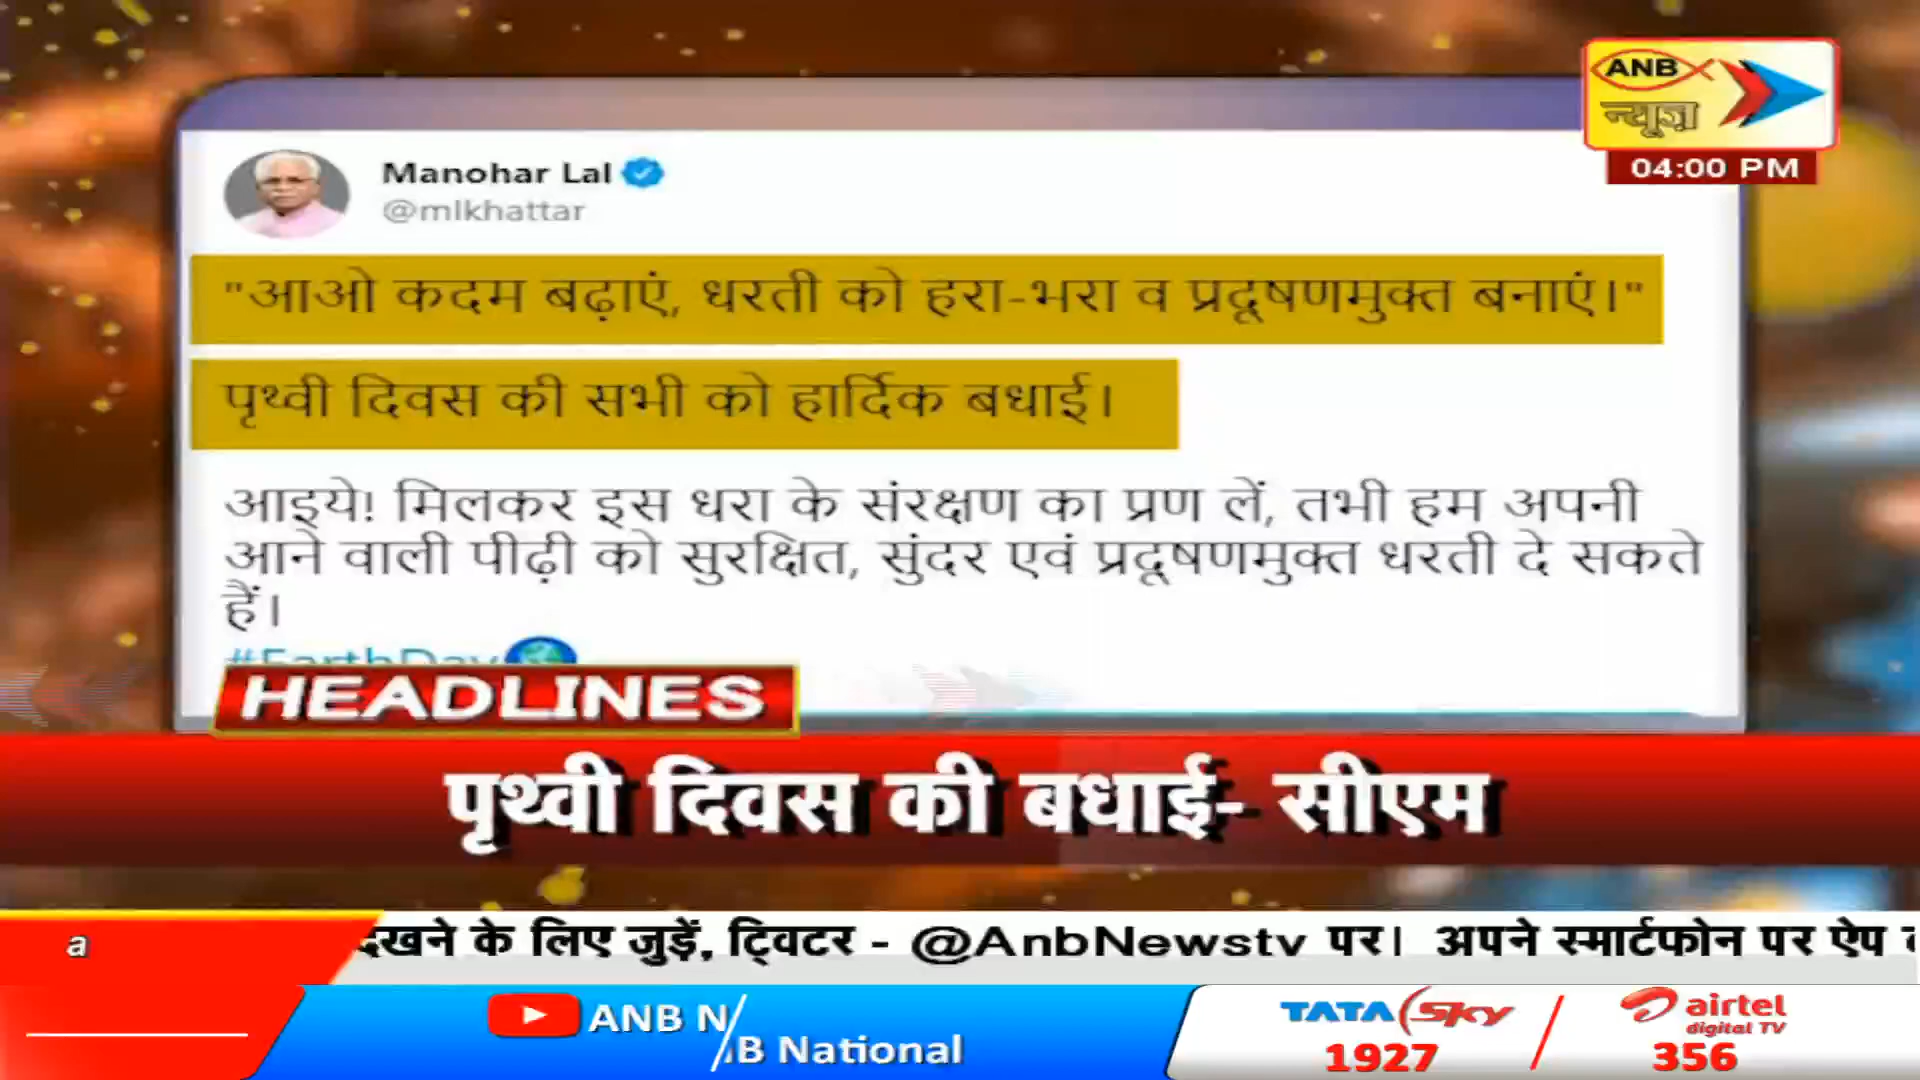 ANB
न्यूज़
04:00 PM
Manohar Lal
@mlkhattar
"आओ कदम बढ़ाएं, धरती को हरा-भरा व प्रदूषणमुक्त बनाएं।"
पृथ्वी दिवस की सभी को हार्दिक बधाई।
आइये! मिलकर इस धरा के संरक्षण का प्रण लें, तभी हम अपनी
आने वाली पीढ़ी को सुरक्षित, सुंदर एवं प्रदूषणमुक्त धरती दे सकते
हैं।
#EarthDay
HEADLINES
पृथ्वी दिवस की बधाई- सीएम
a
देखने के लिए जुड़ें, ट्विटर - @AnbNewstv पर। अपने स्मार्टफोन पर ऐप
ANB N
B National
TATA Sky
1927
airtel
digital TV
356